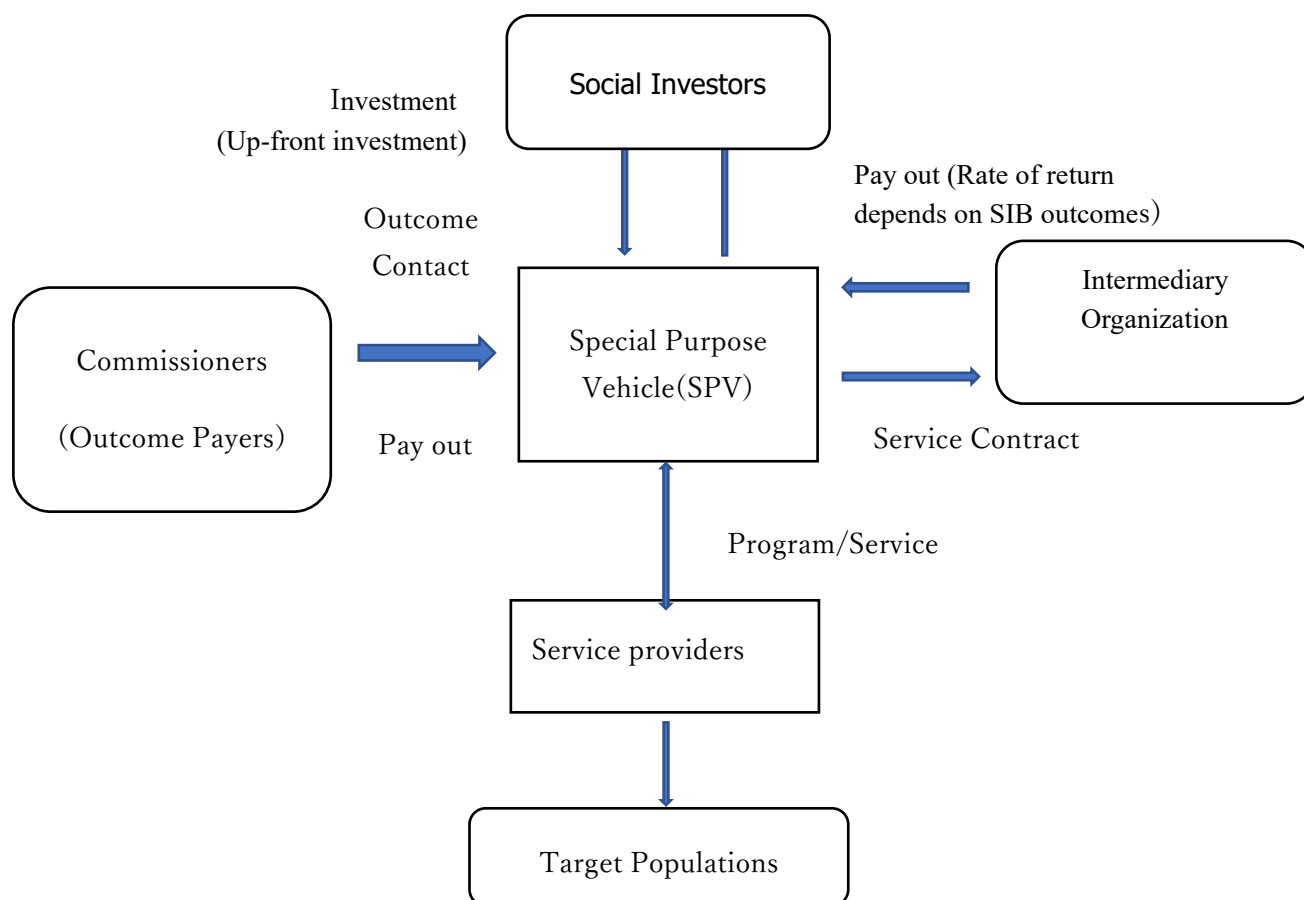 Social Investors
Investment
(Up-front investment)
Pay out (Rate of return
depends on SIB outcomes)
Outcome
Contact
Intermediary
Organization
Special Purpose
Vehicle(SPV)
Commissioners
(Outcome Payers)
Pay out
Service Contract
Program/Service
Service providers
Target Populations